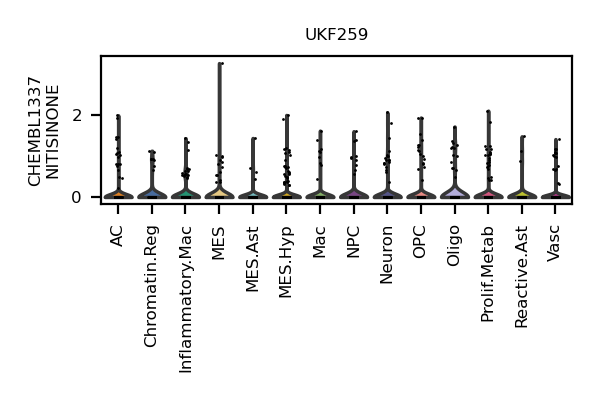 UKF259
CHEMBL1337
NITISINONE
2
0
AC
Chromatin.Reg
Inflammatory.Mac
MES
MES.Ast
MES.Hyp
Mac
NPC
Neuron
OPC
Oligo
Prolif.Metab
Reactive.Ast
Vasc